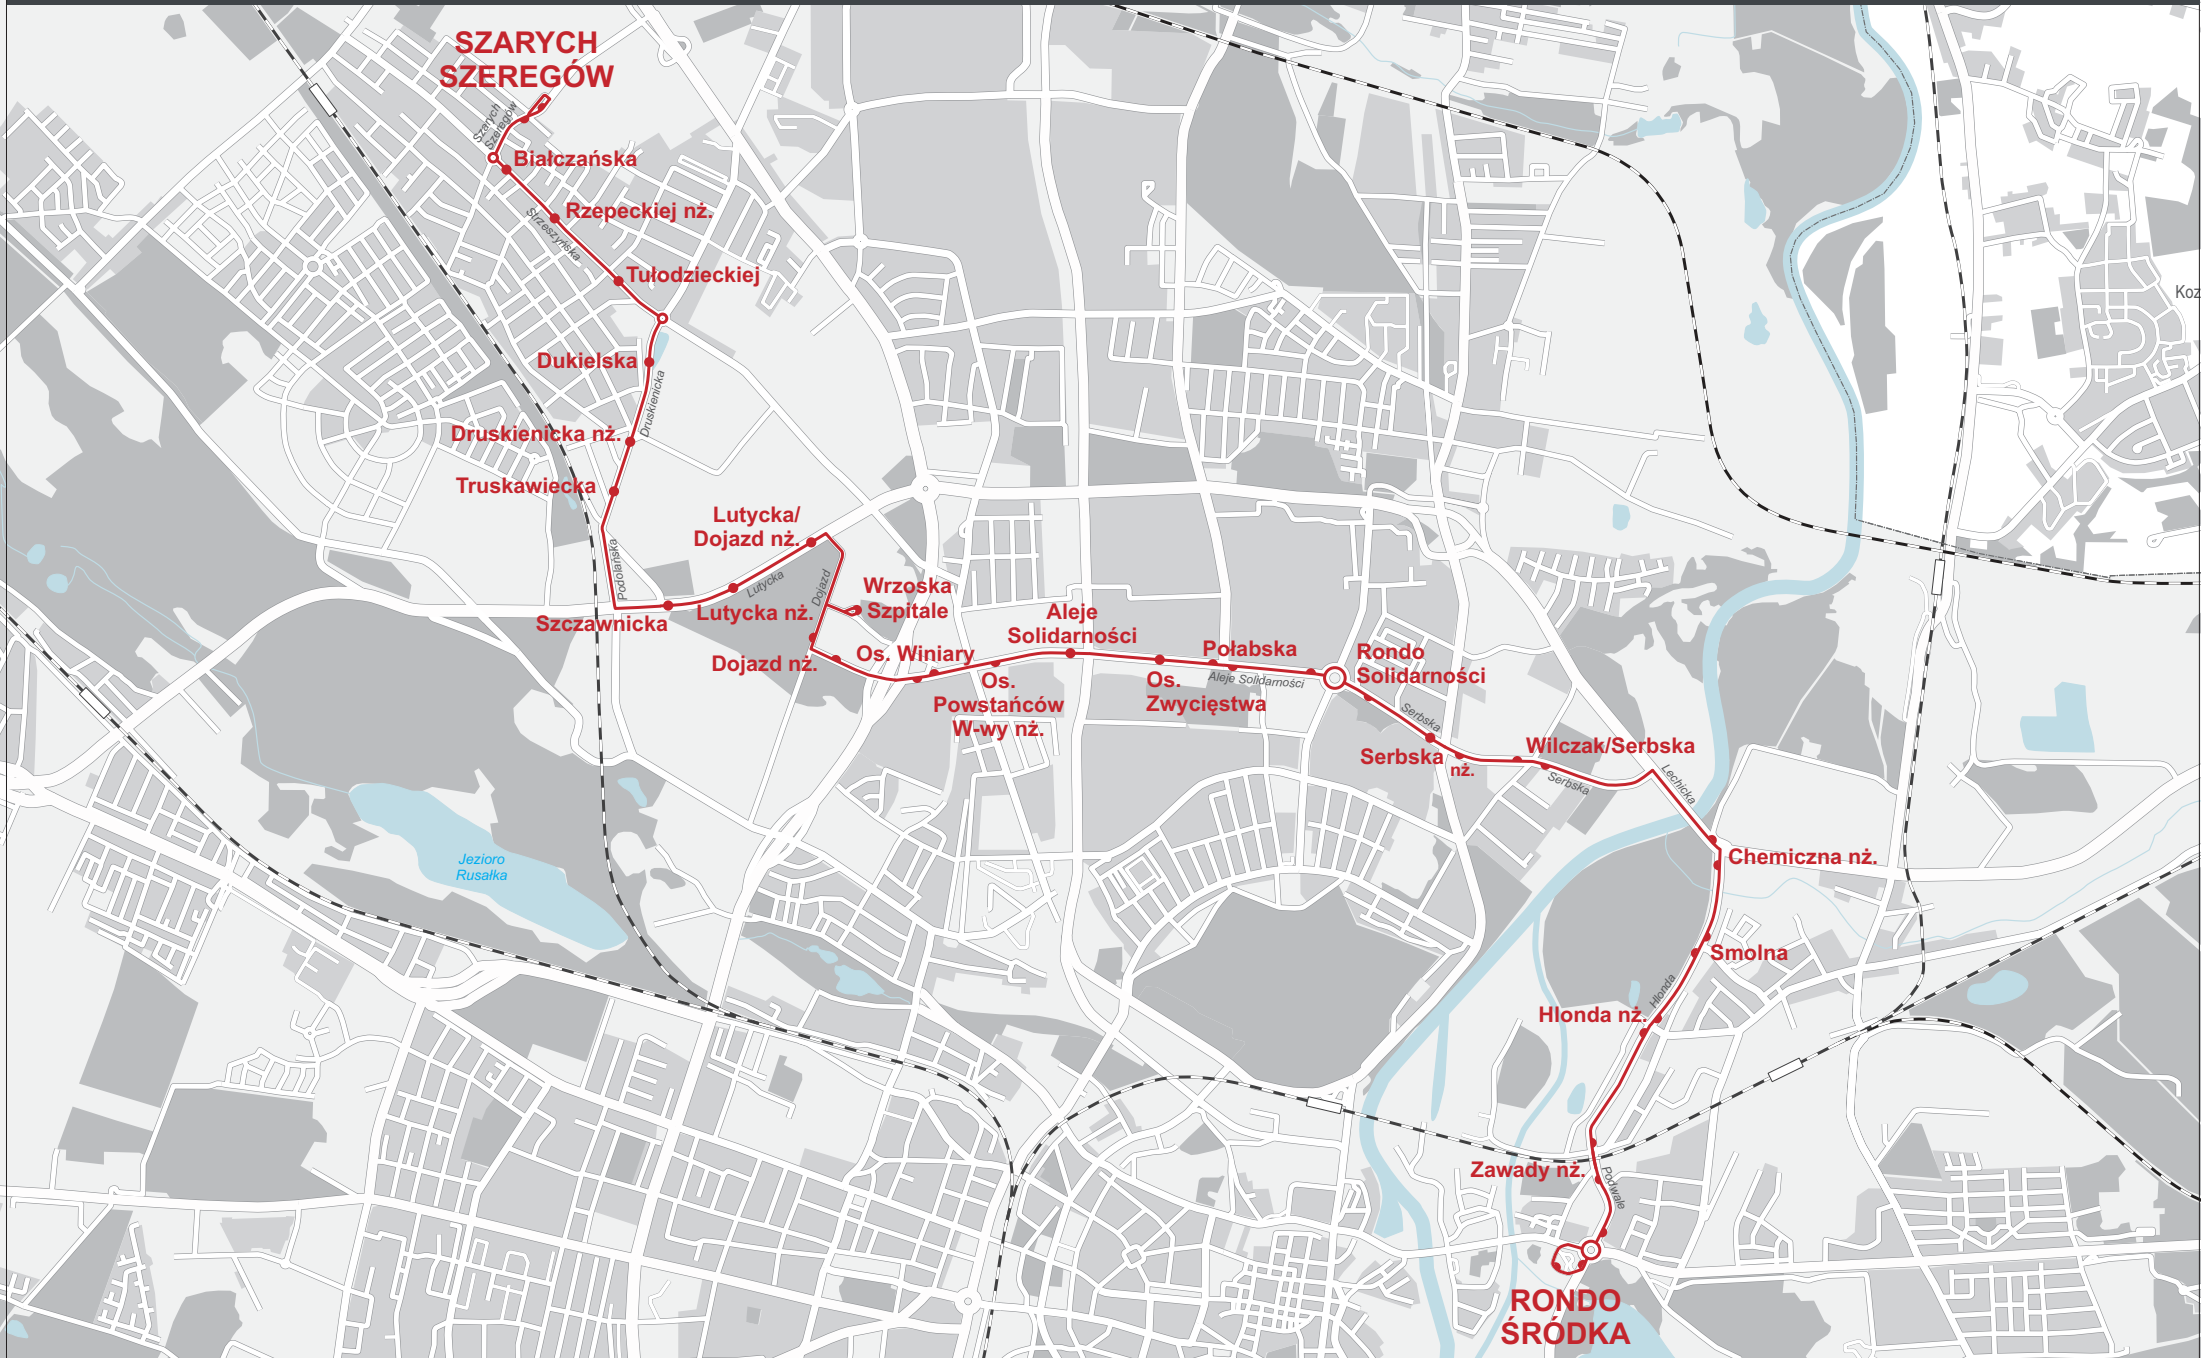 SZARYCH
SZEREGÓW
Szarych
Szeregów
Białczańska
Rzepeckiej nż.
Strzeszyńska
Tułodzieckiej
Koz
Dukielska
Druskienicka
Druskienicka nż.
Truskawiecka
Lutycka/
Dojazd nż.
Podolańska
Lutycka
Dojazd
Wrzoska
Szpitale
Lutycka nż.
Szczawnicka
Aleje
Solidarności
Dojazd nż.
Os. Winiary
Połabska
Aleje Solidarności
Rondo
Solidarności
Os.
Powstańców
W-wy nż.
Os.
Zwycięstwa
Serbska
Serbska nż.
Wilczak/Serbska
Serbska
Lechicka
Jezioro
Rusałka
Chemiczna nż.
Smolna
Hlonda
Hlonda nż.
Zawady nż.
Podwale
RONDO
ŚRÓDKA